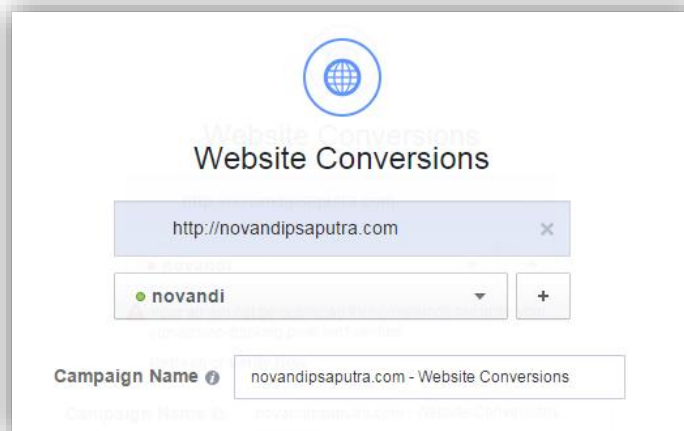 Website Conversions
http://novandipsaputra.com ×
novandi +
Campaign Name novandipsaputra.com - Website Conversions